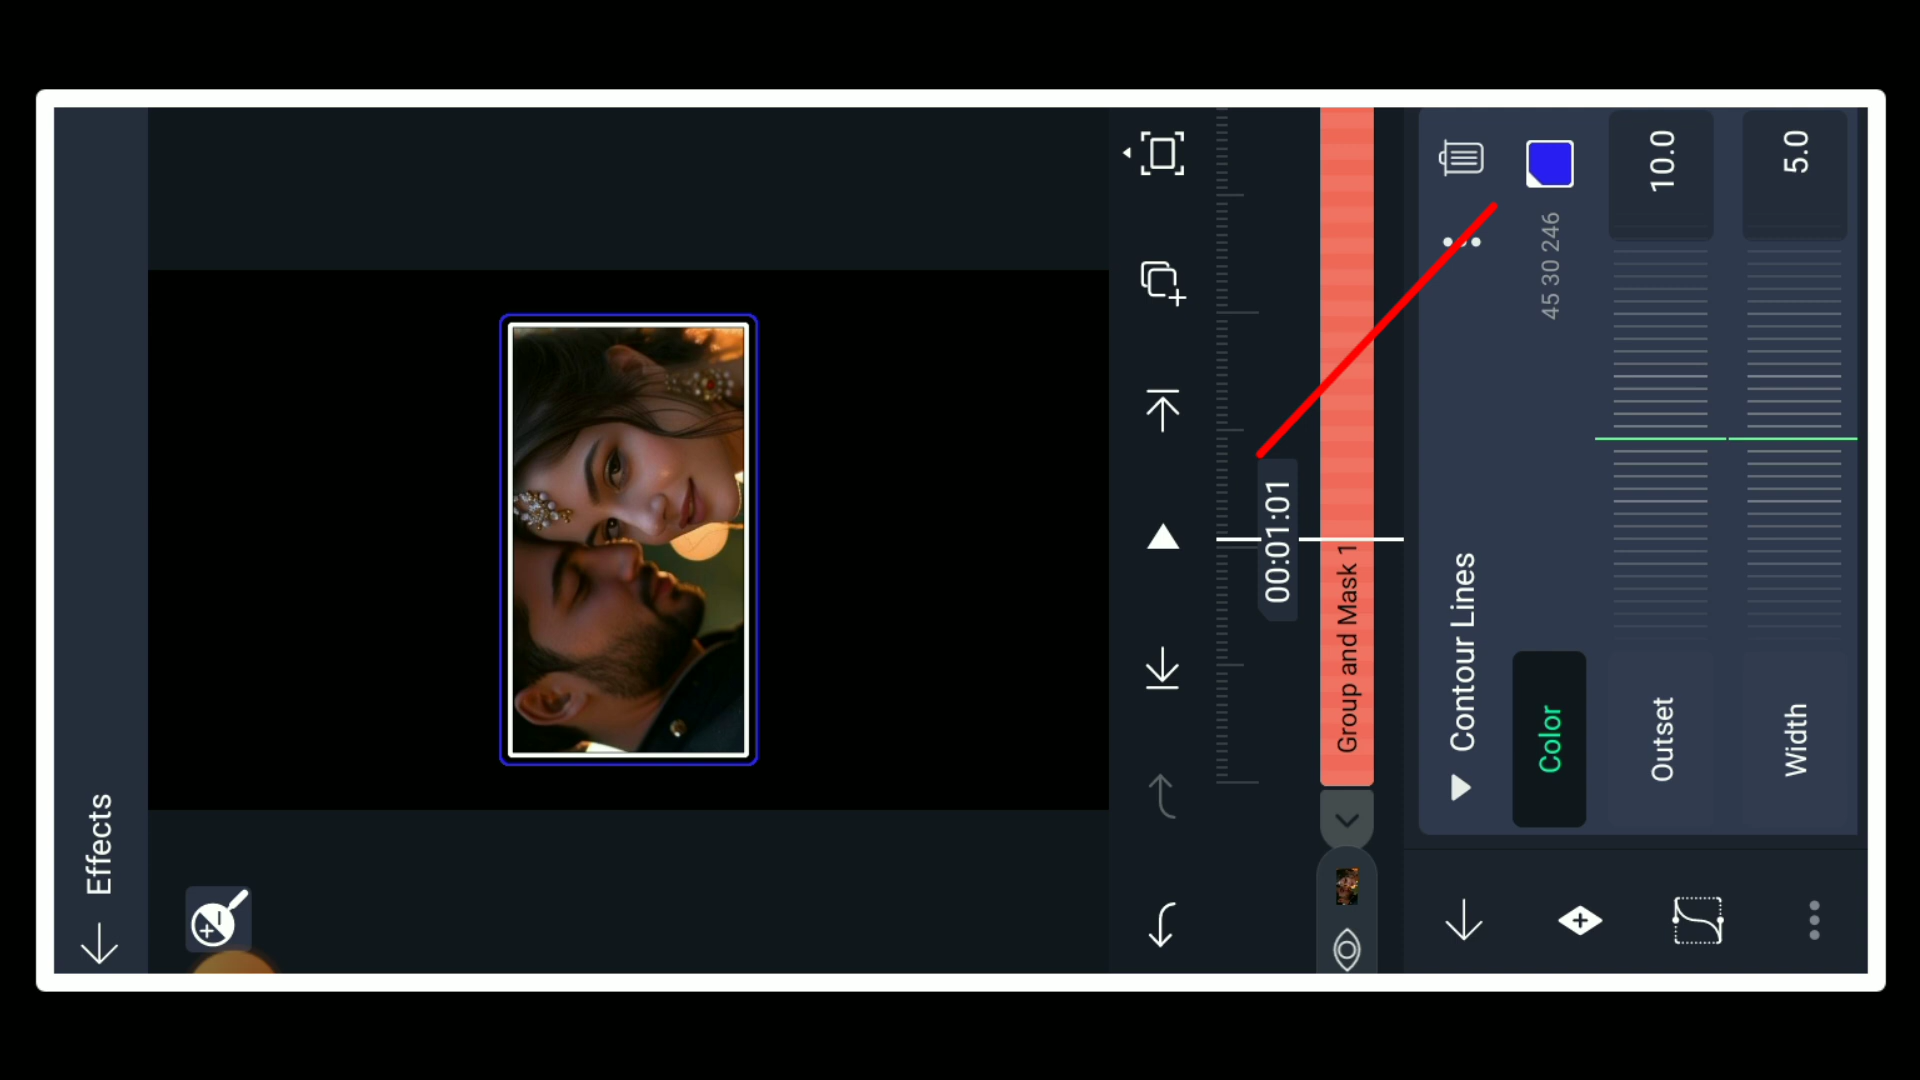 Effects
00:01:01
Group and Mask 1
Contour Lines
Color
45 30 246
Outset
10.0
Width
5.0